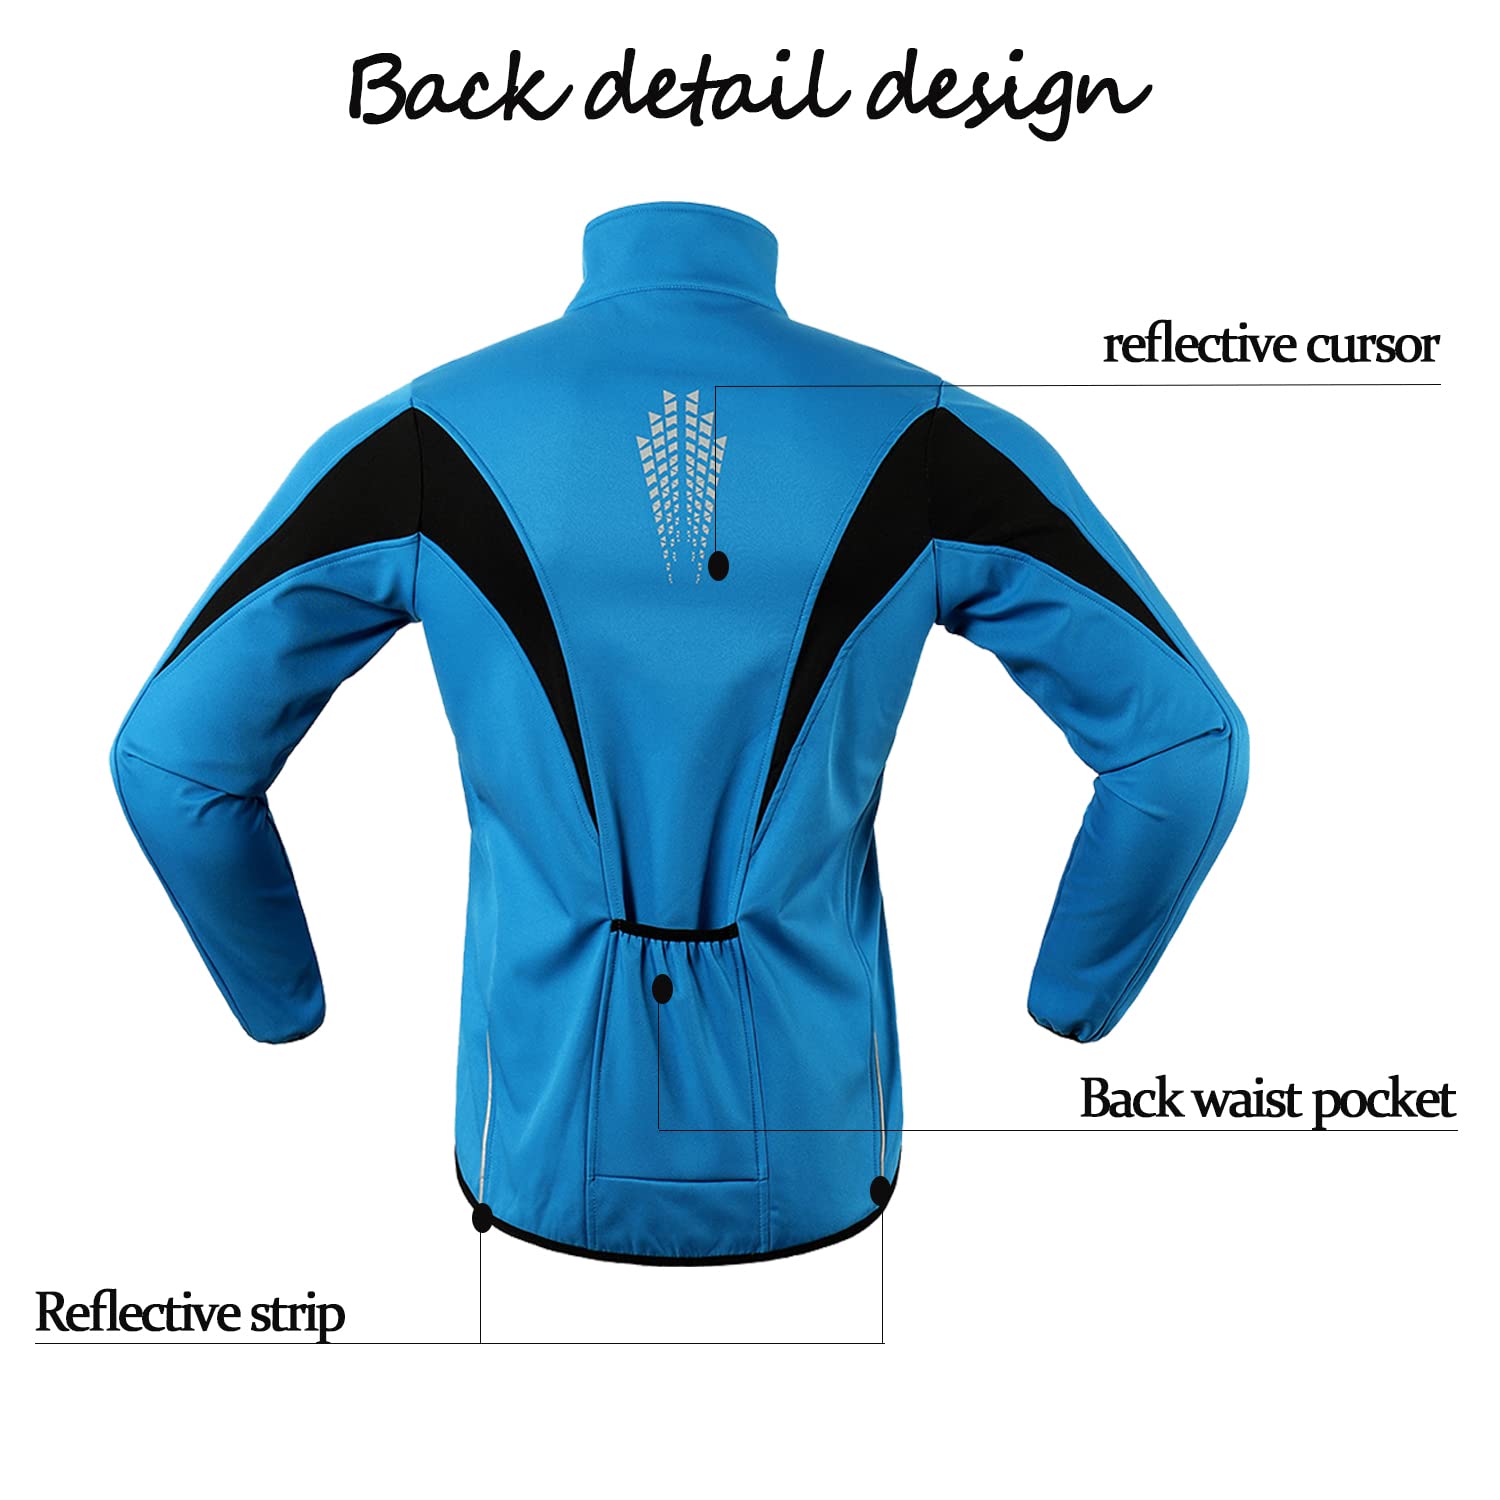 Back detail design
reflective cursor
Back waist pocket
Reflective strip